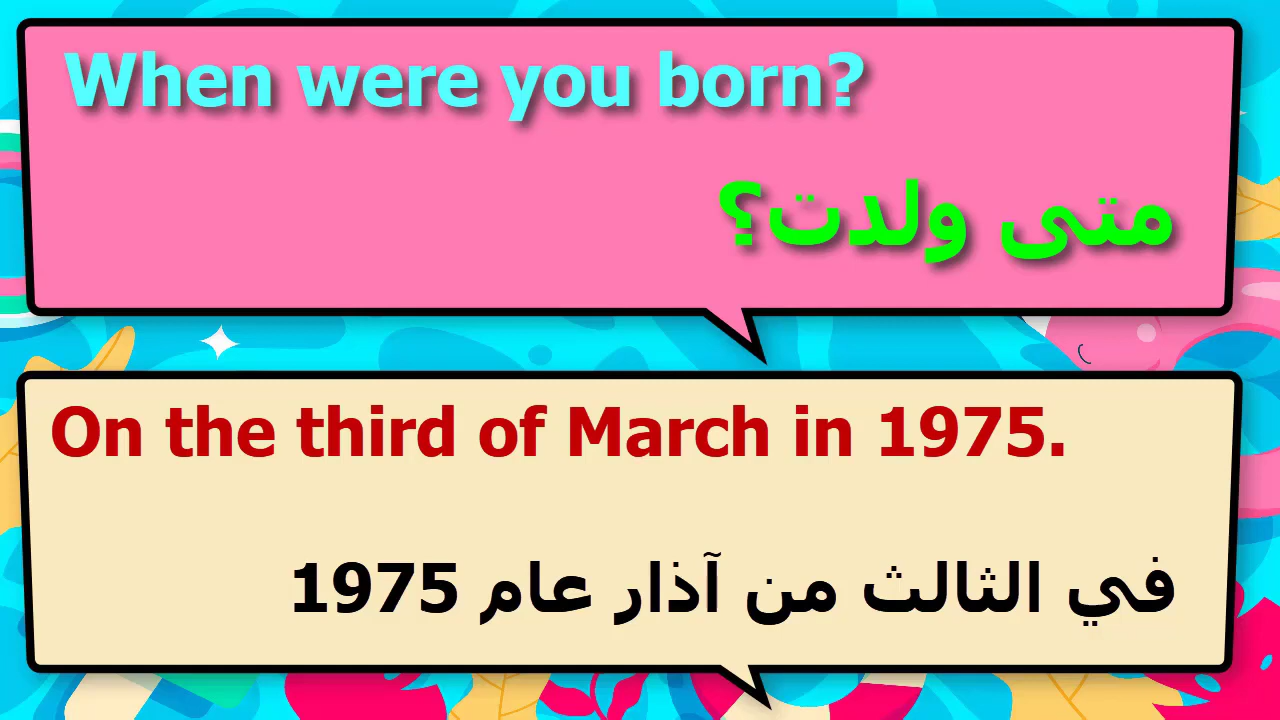 When were you born?
متى ولدت؟
On the third of March in 1975.
في الثالث من آذار عام 1975